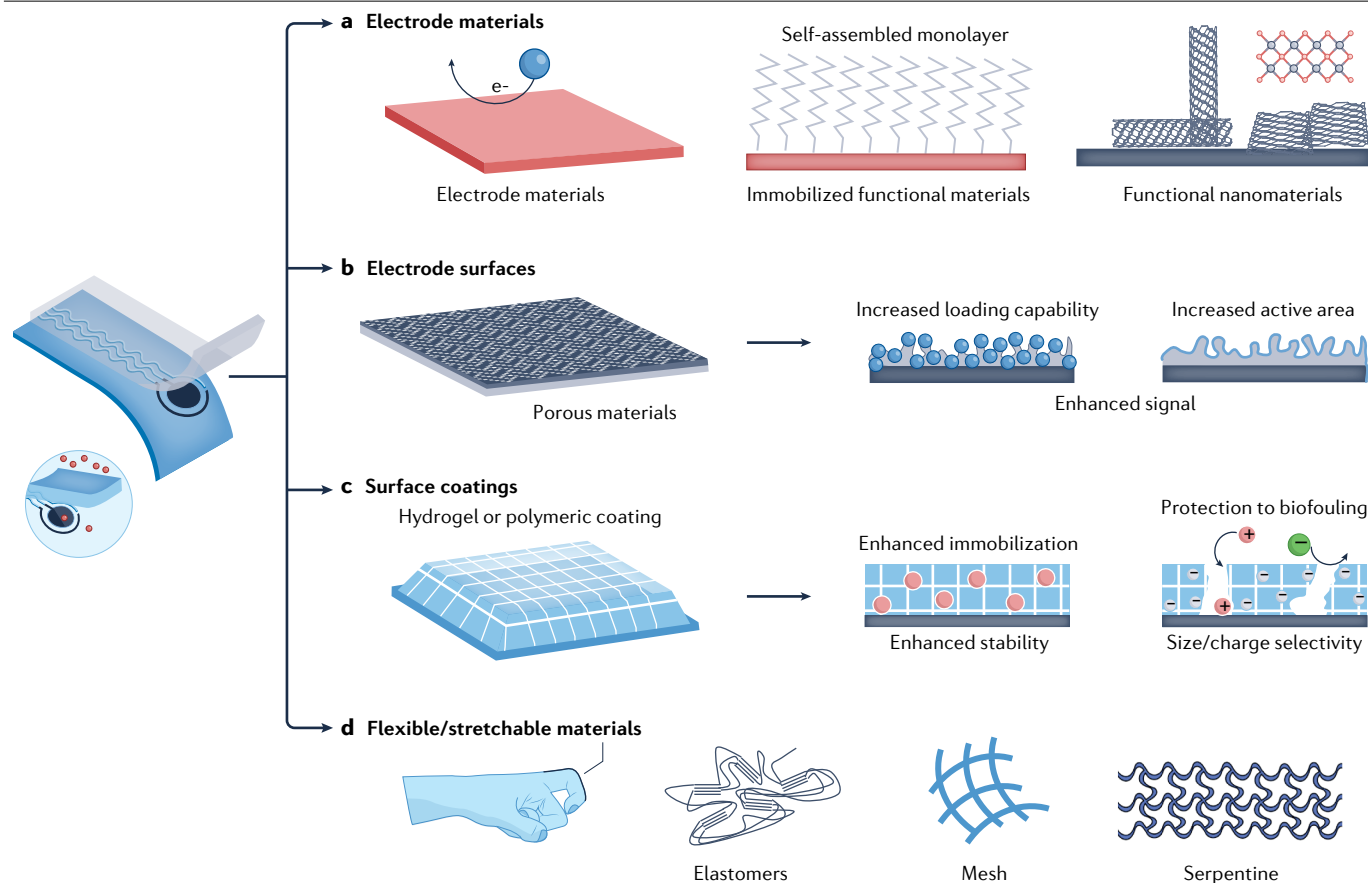 a Electrode materials
e-
Electrode materials
Self-assembled monolayer
Immobilized functional materials
Functional nanomaterials
b Electrode surfaces
Porous materials
Increased loading capability
Increased active area
Enhanced signal
c Surface coatings
Hydrogel or polymeric coating
Enhanced immobilization
Enhanced stability
Protection to biofouling
+
−
− − − −
− + − − −
Size/charge selectivity
d Flexible/stretchable materials
Elastomers
Mesh
Serpentine